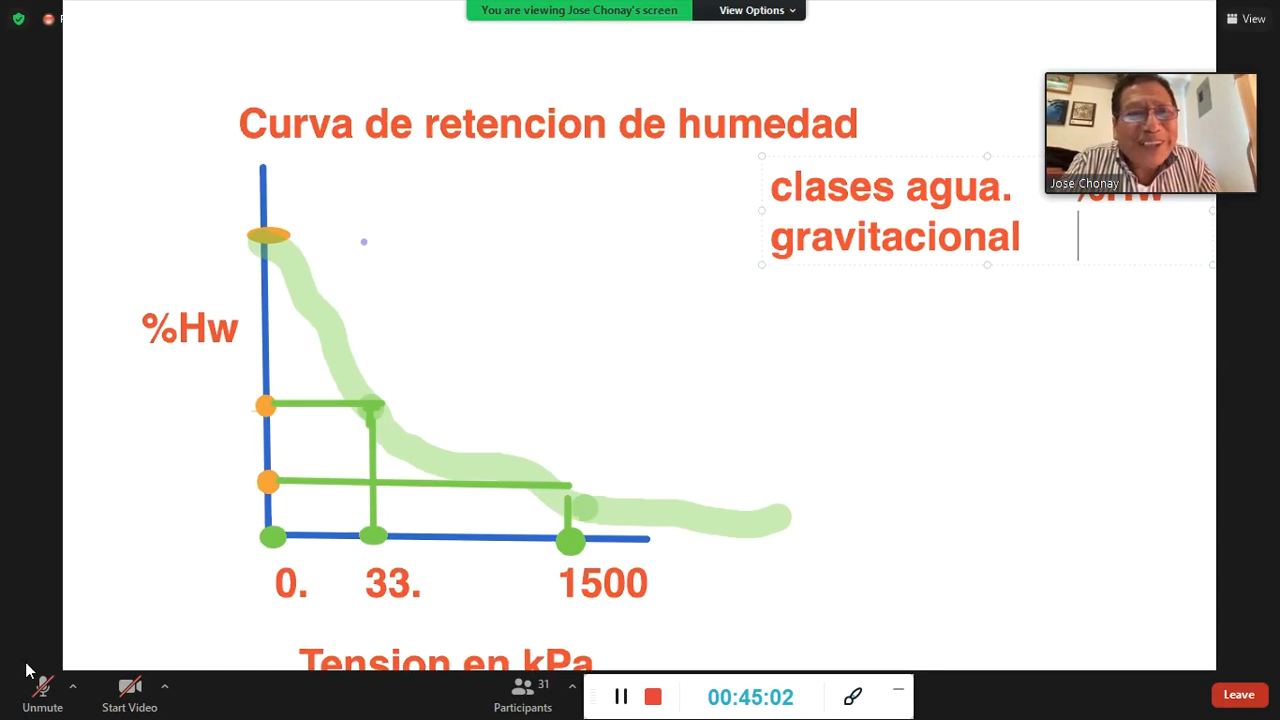 You are viewing Jose Chonay's screen
View Options
View
Curva de retencion de humedad
clases agua. %Hw
gravitacional
Jose Chonay
%Hw
0. 33. 1500
Tension en kPa
Unmute
Start Video
31
Participants
00:45:02
Leave